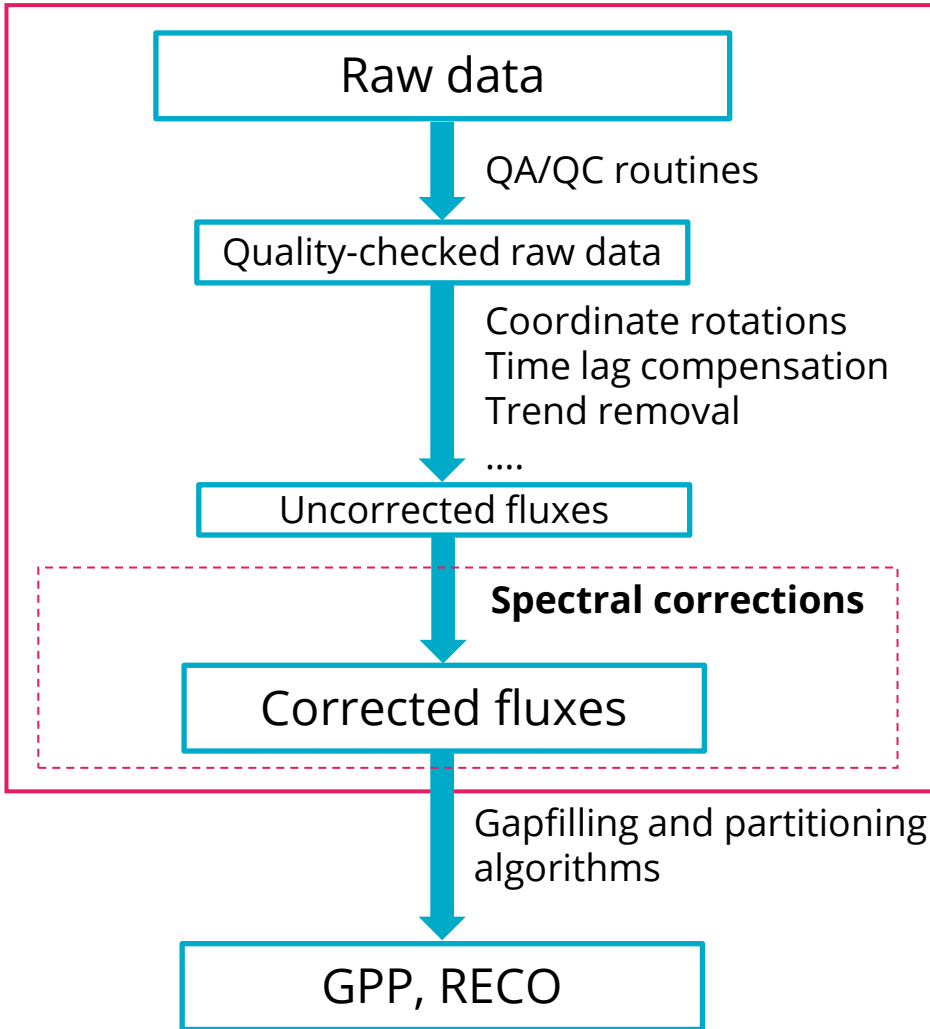 Raw data
QA/QC routines
Quality-checked raw data
Coordinate rotations
Time lag compensation
Trend removal
....
Uncorrected fluxes
Spectral corrections
Corrected fluxes
Gapfilling and partitioning
algorithms
GPP, RECO